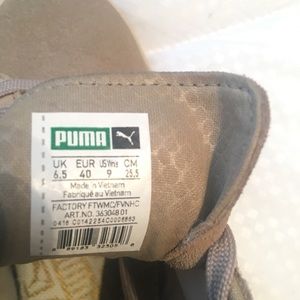 PUMA
UK EUR US Wns CM
6.5 40 9 25.5
Made in Vietnam
Fabriqué au Vietnam
FACTORY FTWMC/FVNHC
ART.NO. 363048 01